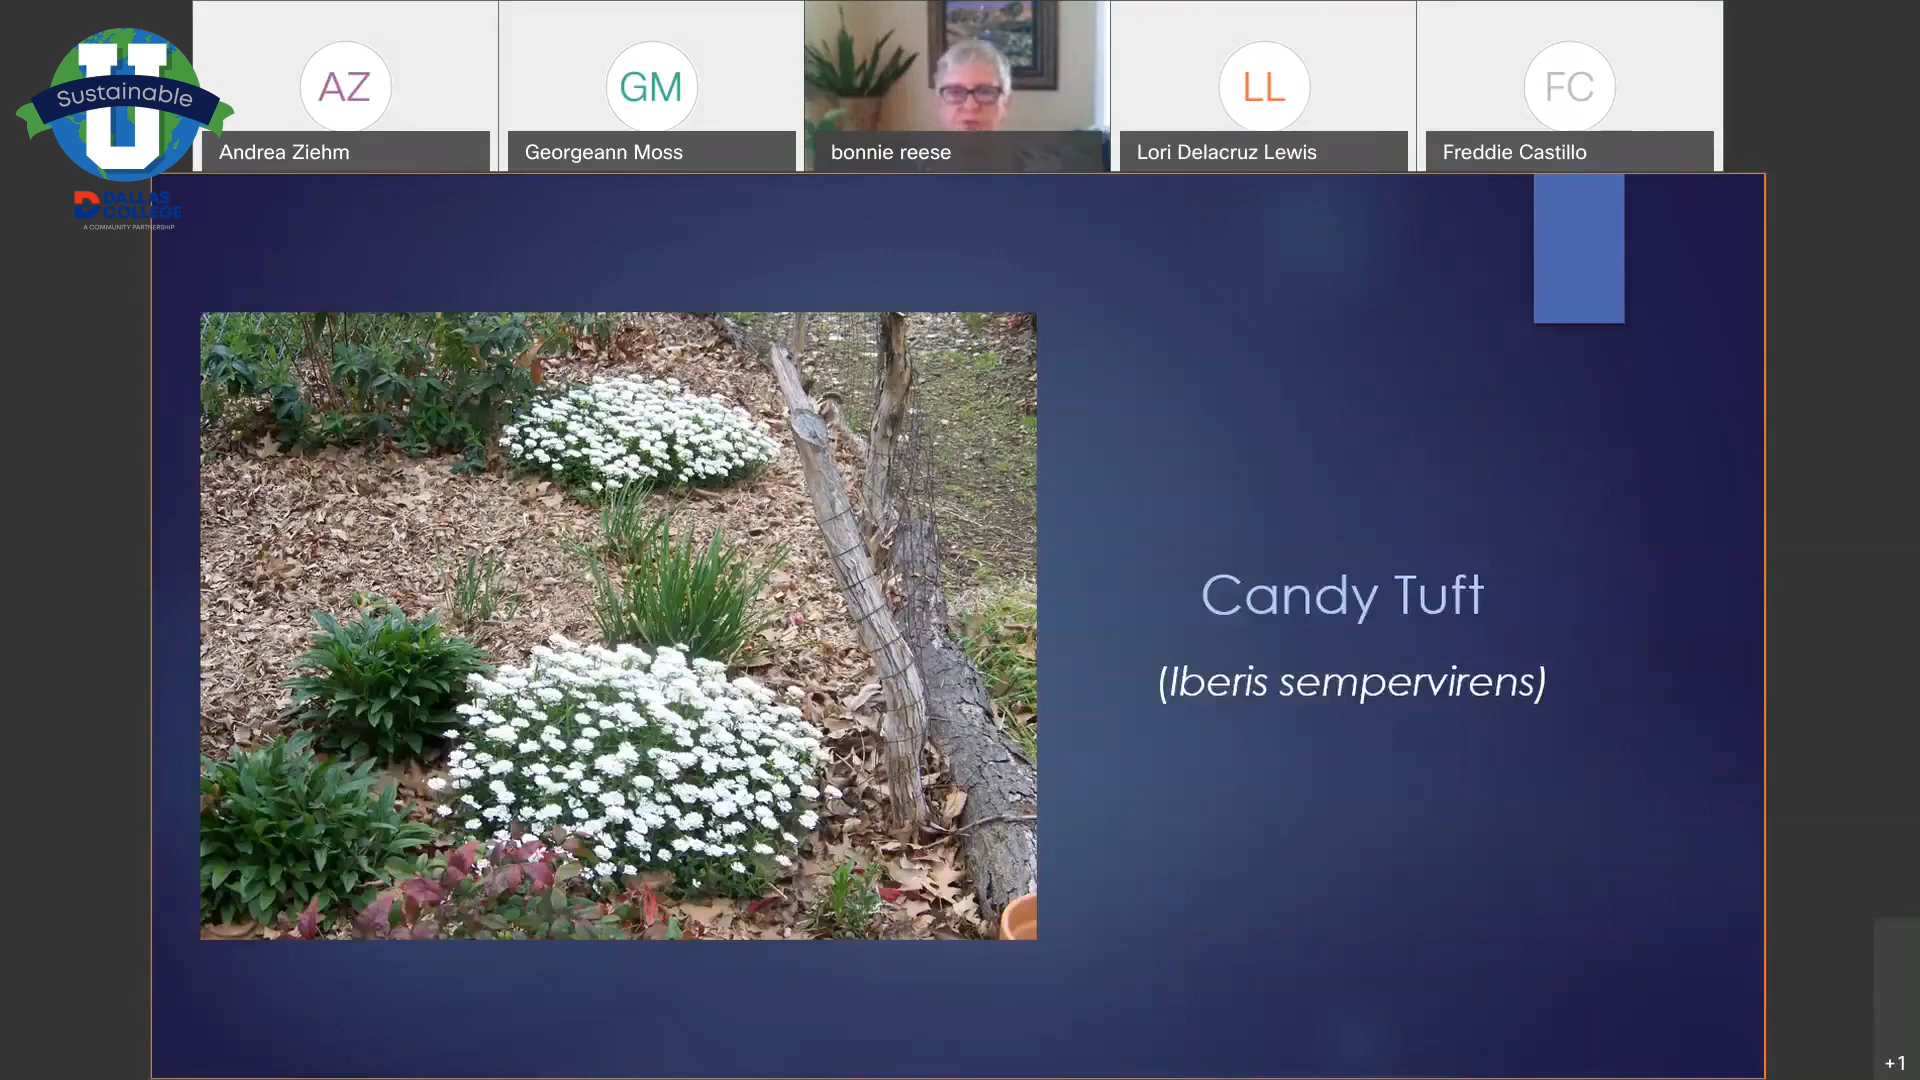 U
Sustainable
DALLAS
COLLEGE
A COMMUNITY PARTNERSHIP
AZ
Andrea Ziehm
GM
Georgeann Moss
bonnie reese
LL
Lori Delacruz Lewis
FC
Freddie Castillo
Candy Tuft
(Iberis sempervirens)
+1